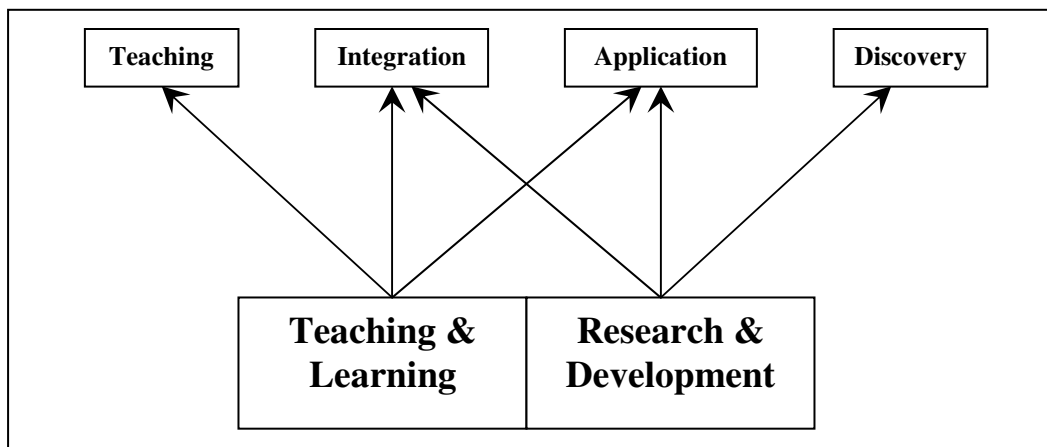 Teaching
Integration
Application
Discovery
Teaching &
Learning
Research &
Development